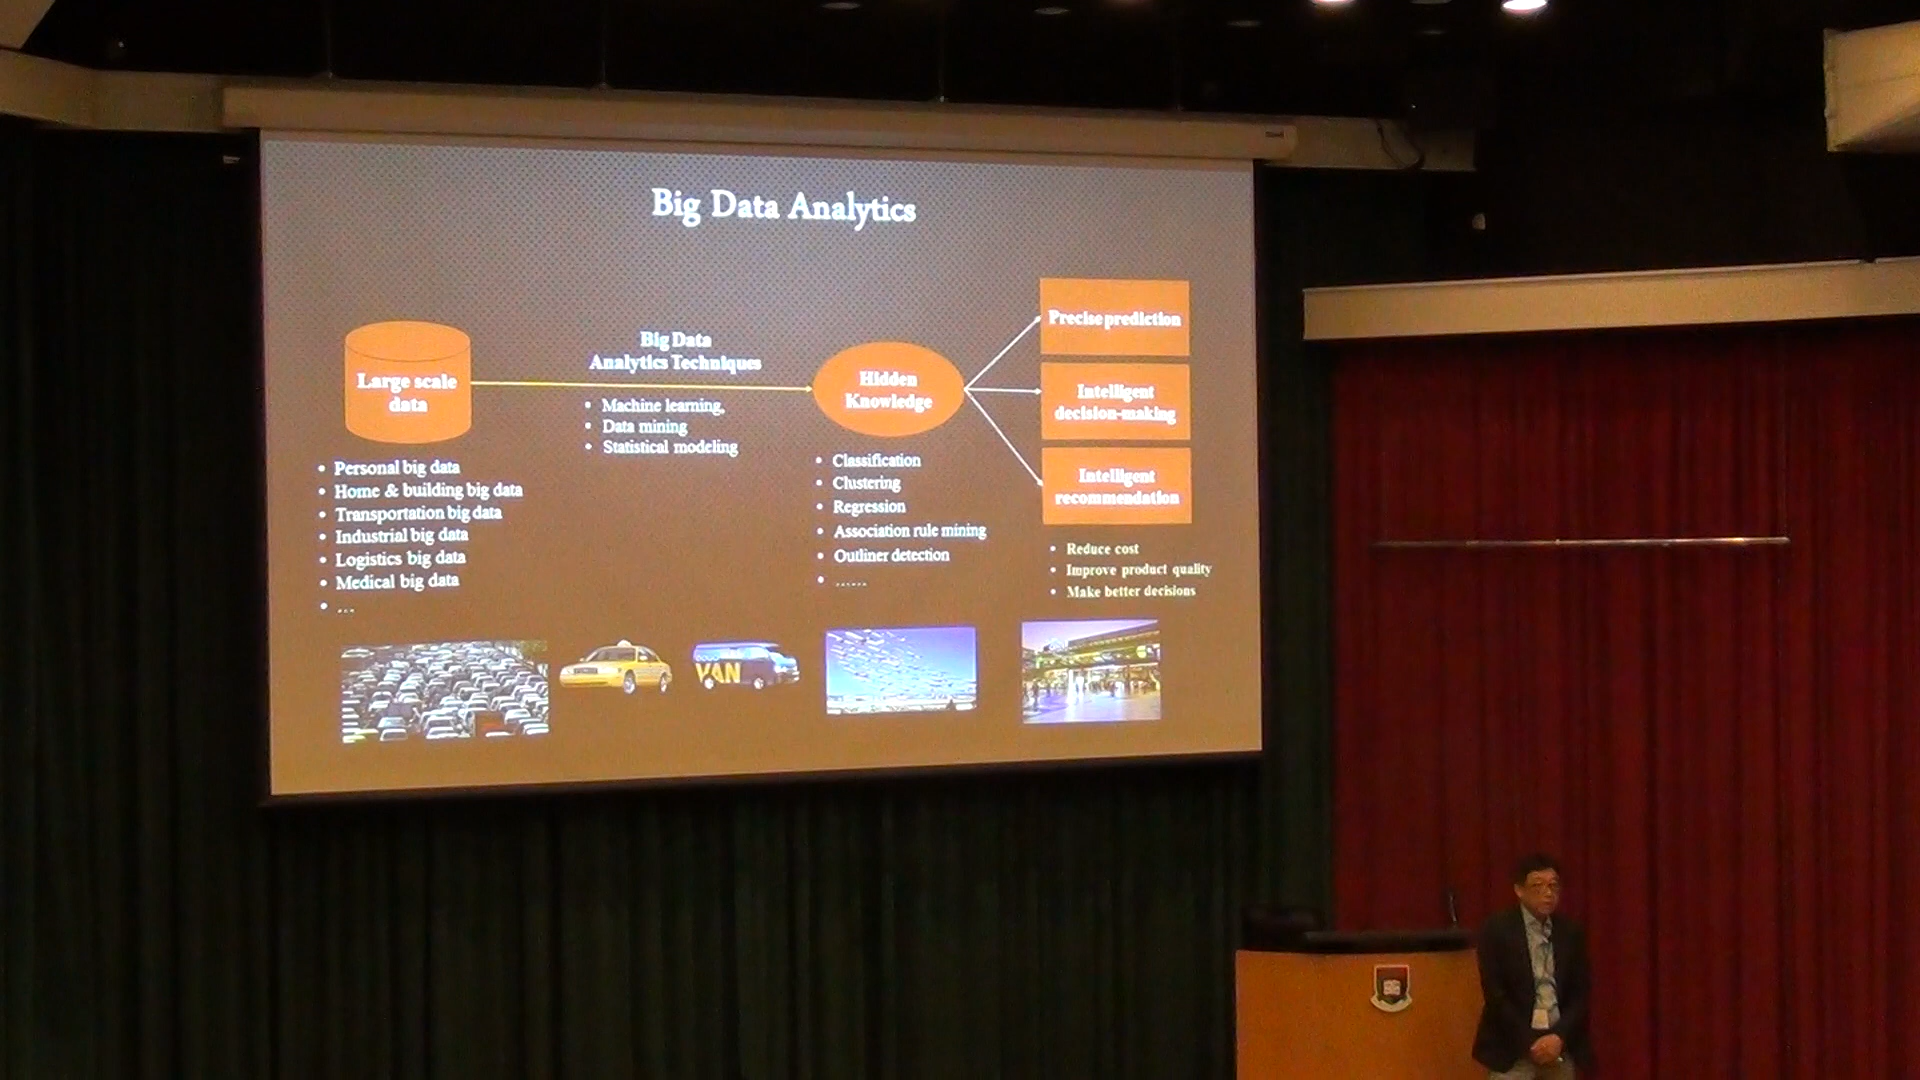 Big Data Analytics
Large scale
data
• Personal big data
• Home & building big data
• Transportation big data
• Industrial big data
• Logistics big data
• Medical big data
• ...
Big Data
Analytics Techniques
• Machine learning,
• Data mining
• Statistical modeling
Hidden
Knowledge
• Classification
• Clustering
• Regression
• Association rule mining
• Outliner detection
• ......
Precise prediction
Intelligent
decision-making
Intelligent
recommendation
• Reduce cost
• Improve product quality
• Make better decisions
VAN